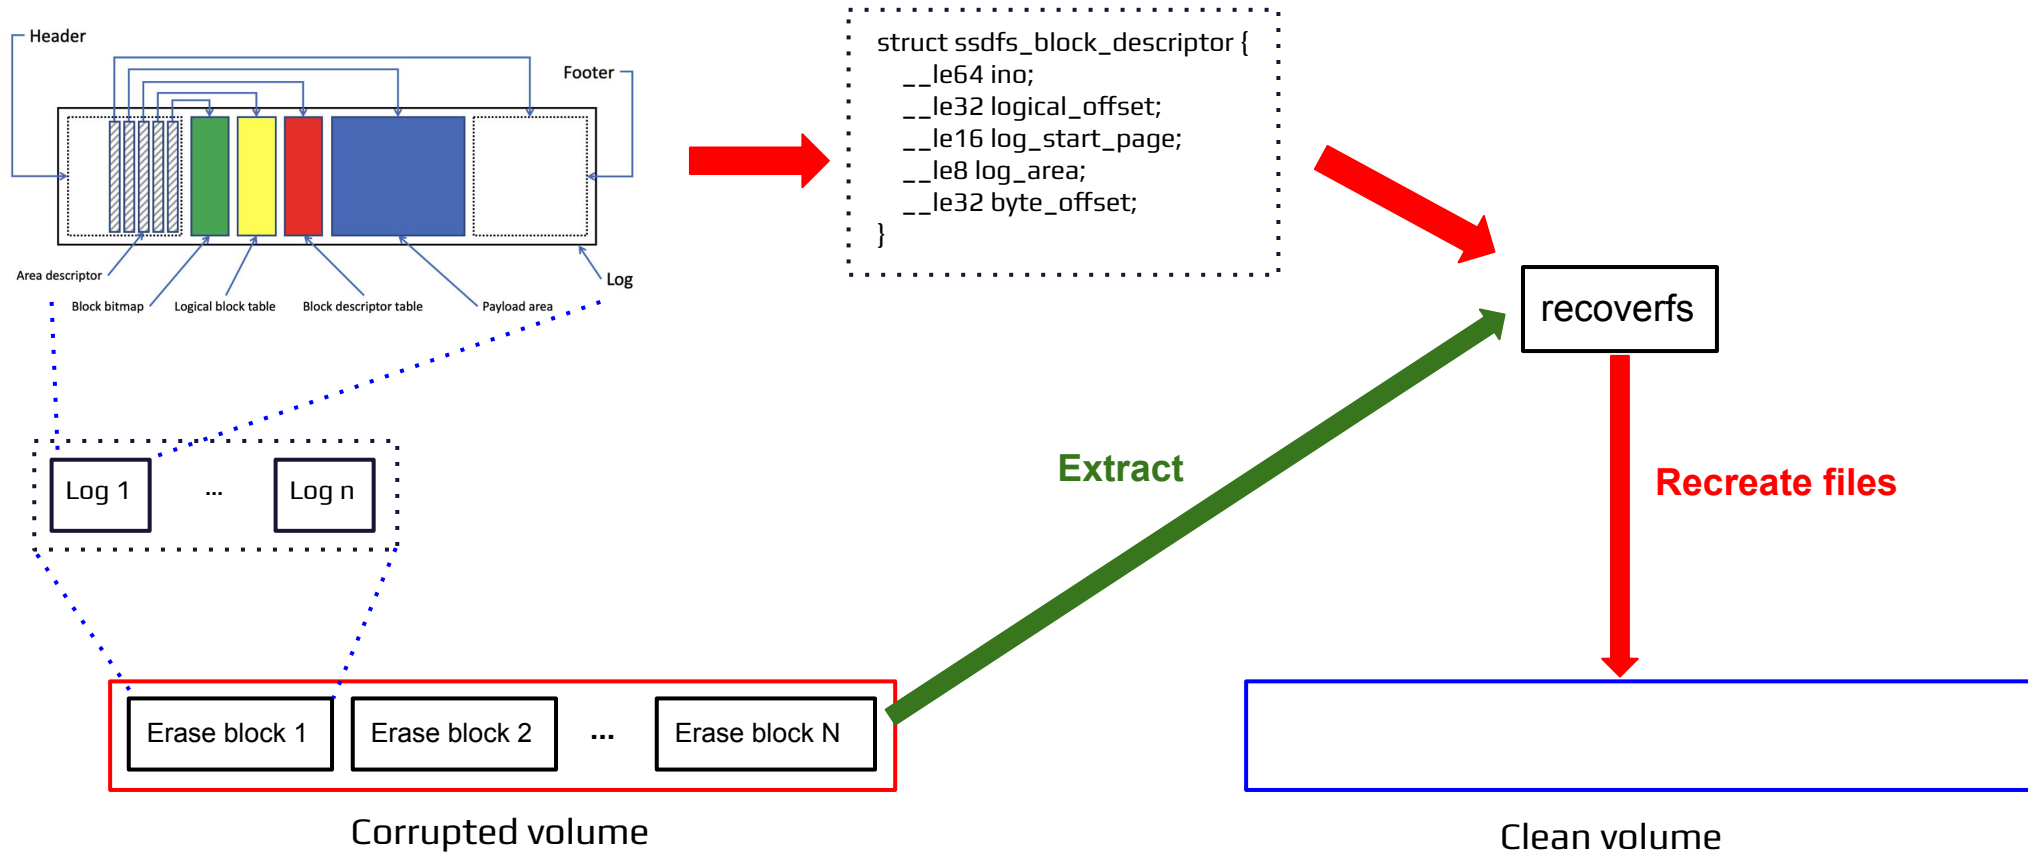 Header
Footer
Area descriptor
Block bitmap
Logical block table
Block descriptor table
Payload area
Log
struct ssdfs_block_descriptor {
__le64 ino;
__le32 logical_offset;
__le16 log_start_page;
__le8 log_area;
__le32 byte_offset;
}
recoverfs
Log 1
...
Log n
Extract
Recreate files
Erase block 1
Erase block 2
...
Erase block N
Corrupted volume
Clean volume